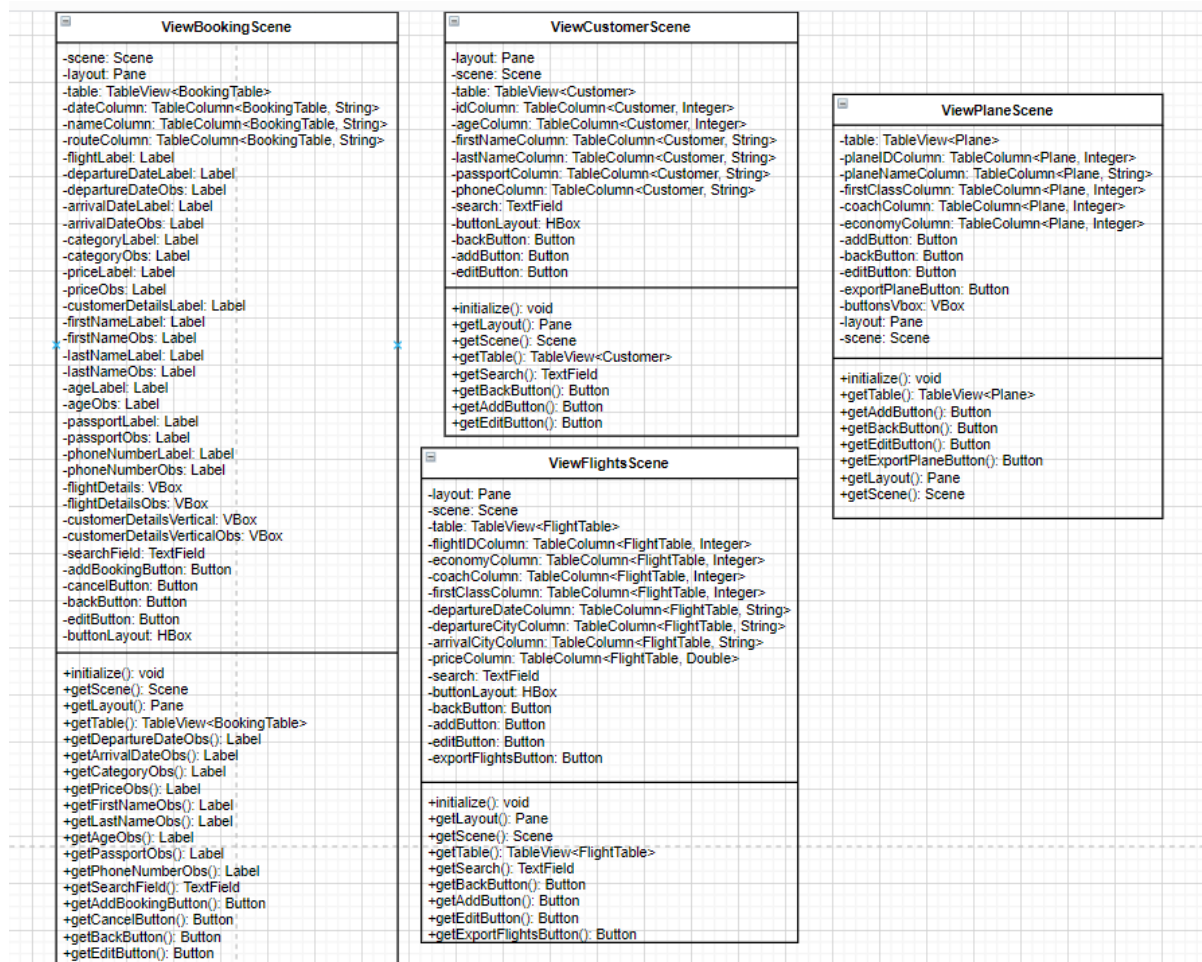 ViewBookingScene
-scene: Scene
-layout: Pane
-table: TableView<BookingTable>
-dateColumn: TableColumn<BookingTable, String>
-nameColumn: TableColumn<BookingTable, String>
-routeColumn: TableColumn<BookingTable, String>
-flightLabel: Label
-departureDateLabel: Label
-departureDateObs: Label
-arrivalDateLabel: Label
-arrivalDateObs: Label
-categoryLabel: Label
-categoryObs: Label
-priceLabel: Label
-priceObs: Label
-customerDetailsLabel: Label
-firstNameLabel: Label
-firstNameObs: Label
-lastNameLabel: Label
-lastNameObs: Label
-ageLabel: Label
-ageObs: Label
-passportLabel: Label
-passportObs: Label
-phoneNumberLabel: Label
-phoneNumberObs: Label
-flightDetails: VBox
-flightDetailsObs: VBox
-customerDetailsVertical: VBox
-customerDetailsVerticalObs: VBox
-searchField: TextField
-addBookingButton: Button
-cancelButton: Button
-backButton: Button
-editButton: Button
-buttonLayout: HBox
+initialize(): void
+getScene(): Scene
+getLayout(): Pane
+getTable(): TableView<BookingTable>
+getDepartureDateObs(): Label
+getArrivalDateObs(): Label
+getCategoryObs(): Label
+getPriceObs(): Label
+getFirstNameObs(): Label
+getLastNameObs(): Label
+getAgeObs(): Label
+getPassportObs(): Label
+getPhoneNumberObs(): Label
+getSearchField(): TextField
+getAddBookingButton(): Button
+getCancelButton(): Button
+getBackButton(): Button
+getEditButton(): Button
ViewCustomerScene
-layout: Pane
-scene: Scene
-table: TableView<Customer>
-idColumn: TableColumn<Customer, Integer>
-ageColumn: TableColumn<Customer, Integer>
-firstNameColumn: TableColumn<Customer, String>
-lastNameColumn: TableColumn<Customer, String>
-passportColumn: TableColumn<Customer, String>
-phoneColumn: TableColumn<Customer, String>
-search: TextField
-buttonLayout: HBox
-backButton: Button
-addButton: Button
-editButton: Button
+initialize(): void
+getLayout(): Pane
+getScene(): Scene
+getTable(): TableView<Customer>
+getSearch(): TextField
+getBackButton(): Button
+getAddButton(): Button
+getEditButton(): Button
ViewFlightsScene
-layout: Pane
-scene: Scene
-table: TableView<FlightTable>
-flightIDColumn: TableColumn<FlightTable, Integer>
-economyColumn: TableColumn<FlightTable, Integer>
-coachColumn: TableColumn<FlightTable, Integer>
-firstClassColumn: TableColumn<FlightTable, Integer>
-departureDateColumn: TableColumn<FlightTable, String>
-departureCityColumn: TableColumn<FlightTable, String>
-arrivalCityColumn: TableColumn<FlightTable, String>
-priceColumn: TableColumn<FlightTable, Double>
-search: TextField
-buttonLayout: HBox
-backButton: Button
-addButton: Button
-editButton: Button
-exportFlightsButton: Button
+initialize(): void
+getLayout(): Pane
+getScene(): Scene
+getTable(): TableView<FlightTable>
+getSearch(): TextField
+getBackButton(): Button
+getAddButton(): Button
+getEditButton(): Button
+getExportFlightsButton(): Button
ViewPlaneScene
-table: TableView<Plane>
-planeIDColumn: TableColumn<Plane, Integer>
-planeNameColumn: TableColumn<Plane, String>
-firstClassColumn: TableColumn<Plane, Integer>
-coachColumn: TableColumn<Plane, Integer>
-economyColumn: TableColumn<Plane, Integer>
-addButton: Button
-backButton: Button
-editButton: Button
-exportPlaneButton: Button
-buttonsVbox: VBox
-layout: Pane
-scene: Scene
+initialize(): void
+getTable(): TableView<Plane>
+getAddButton(): Button
+getBackButton(): Button
+getEditButton(): Button
+getExportPlaneButton(): Button
+getLayout(): Pane
+getScene(): Scene